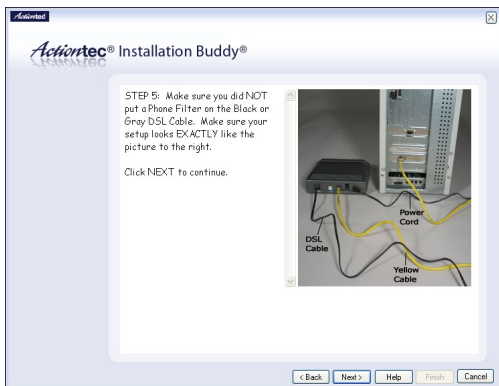 Actiontec
Actiontec® Installation Buddy®
STEP 5: Make sure you did NOT
put a Phone Filter on the Black or
Gray DSL Cable. Make sure your
setup looks EXACTLY like the
picture to the right.
Click NEXT to continue.
Power
Cord
DSL
Cable
Yellow
Cable
< Back
Next >
Help
Finish
Cancel